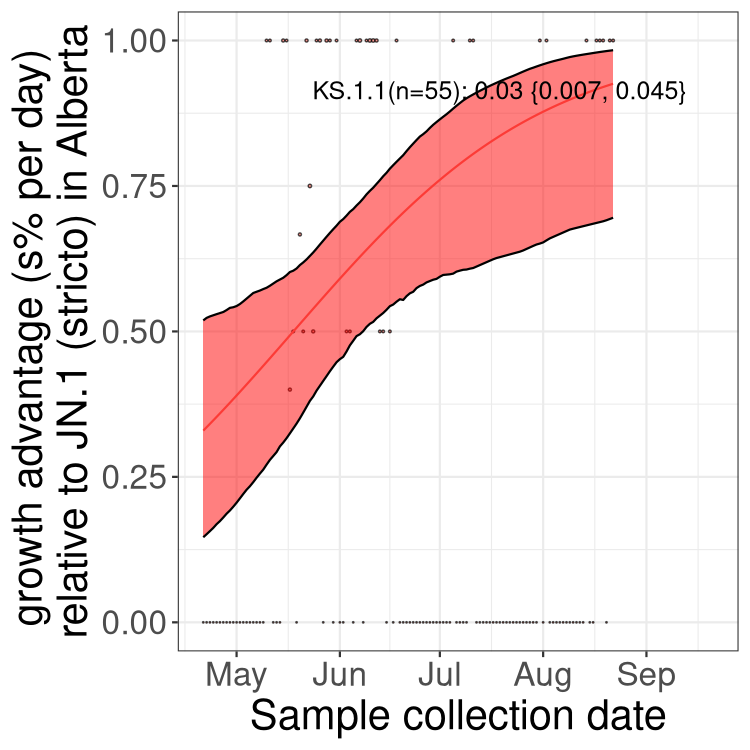 growth advantage (s% per day)
relative to JN.1 (stricto) in Alberta
1.00
0.75
0.50
0.25
0.00
KS.1.1(n=55): 0.03 {0.007, 0.045}
May Jun Jul Aug Sep
Sample collection date